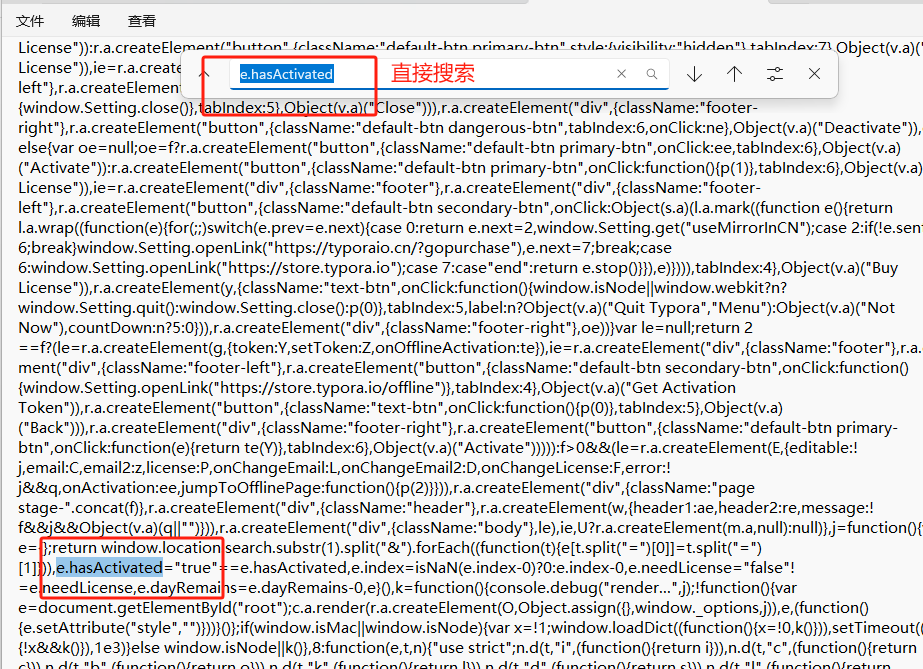 文件 编辑 查看
License")):r.a.createElement("button",{className:"default-btn primary-btn",style:{visibility:"hidden"},tabIndex:7},Object(v.a)("
License")),ie=r.a.create
e.hasActivated 直接搜索
left"},r.a.createElement
{window.Setting.close()},tabIndex:5},Object(v.a)("Close"))),r.a.createElement("div",{className:"footer-
right"},r.a.createElement("button",{className:"default-btn dangerous-btn",tabIndex:6,onClick:ne},Object(v.a)("Deactivate")),
else{var oe=null;oe=f?r.a.createElement("button",{className:"default-btn primary-btn",onClick:ee,tabIndex:6},Object(v.a)
("Activate")):r.a.createElement("button",{className:"default-btn primary-btn",onClick:function(){p(1)},tabIndex:6},Object(v.a)
License")),ie=r.a.createElement("div",{className:"footer"},r.a.createElement("div",{className:"footer-
left"},r.a.createElement("button",{className:"default-btn secondary-btn",onClick:Object(s.a)(l.a.mark((function e(){return
l.a.wrap((function(e){for(;;)switch(e.prev=e.next){case 0:return e.next=2,window.Setting.get("useMirrorInCN");case 2:if(!e.sen
6;break}window.Setting.openLink("https://typoraio.cn/?gopurchase"),e.next=7;break;case
6:window.Setting.openLink("https://store.typora.io");case 7:case"end":return e.stop()}}),e)}))),tabIndex:4},Object(v.a)("Buy
License")),r.a.createElement(y,{className:"text-btn",onClick:function(){window.isNode||window.webkit?n?
window.Setting.quit():window.Setting.close():p(0)},tabIndex:5,label:n?Object(v.a)("Quit Typora","Menu"):Object(v.a)("Not
Now"),countDown:n?5:0})),r.a.createElement("div",{className:"footer-right"},oe))}var le=null;return 2
==f?(le=r.a.createElement(g,{token:Y,setToken:Z,onOfflineActivation:te}),ie=r.a.createElement("div",{className:"footer"},r.a.c
ment("div",{className:"footer-left"},r.a.createElement("button",{className:"default-btn secondary-btn",onClick:function()
{window.Setting.openLink("https://store.typora.io/offline")},tabIndex:4},Object(v.a)("Get Activation
Token")),r.a.createElement("button",{className:"text-btn",onClick:function(){p(0)},tabIndex:5},Object(v.a)
("Back"))),r.a.createElement("div",{className:"footer-right"},r.a.createElement("button",{className:"default-btn primary-
btn",onClick:function(e){return te(Y)},tabIndex:6},Object(v.a)("Activate"))))):f>0&&(le=r.a.createElement(E,{editable:!
j,email:C,email2:z,license:P,onChangeEmail:L,onChangeEmail2:D,onChangeLicense:F,error:!
j&&q,onActivation:ee,jumpToOfflinePage:function(){p(2)}})),r.a.createElement("div",{className:"page
stage-".concat(f)},r.a.createElement("div",{className:"header"},r.a.createElement(w,{header1:ae,header2:re,message:!
f&&j&&Object(v.a)(q||"")})),r.a.createElement("div",{className:"body"},le),ie,U?r.a.createElement(m.a,null):null)},j=function(){
e={};return window.location.search.substr(1).split("&").forEach((function(t){e[t.split("=")[0]]=t.split("=")
[1]})),e.hasActivated="true"==e.hasActivated,e.index=isNaN(e.index-0)?0:e.index-0,e.needLicense="false"!
=e.needLicense,e.dayRemains=e.dayRemains-0,e}(),k=function(){console.debug("render...",j);!function(){var
e=document.getElementById("root");c.a.render(r.a.createElement(O,Object.assign({},window._options,j)),e,(function
(){e.setAttribute("style","")}))}()};if(window.isMac||window.isNode){var x=!1;window.loadDict((function(){x=!0,k()})),setTimeout((
{!x&&k()}),1e3)}else window.isNode||k()},8:function(e,t,n){"use strict";n.d(t,"i",(function(){return i})),n.d(t,"c",(function(){